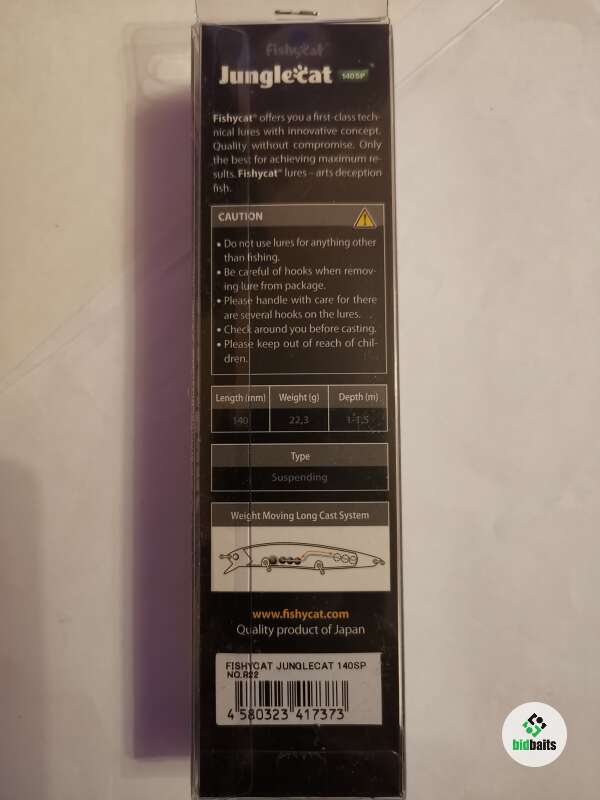 Fishycat
Junglecat 140SP
Fishycat® offers you a first-class tech-
nical lures with innovative concept.
Quality without compromise. Only
the best for achieving maximum re-
sults. Fishycat® lures – arts deception
fish.
CAUTION
• Do not use lures for anything other
than fishing.
• Be careful of hooks when remov-
ing lure from package.
• Please handle with care for there
are several hooks on the lures.
• Check around you before casting.
• Please keep out of reach of chil-
dren.
Length (mm) Weight (g) Depth (m)
140 22,3 1-1,5
Type
Suspending
Weight Moving Long Cast System
www.fishycat.com
Quality product of Japan
FISHYCAT JUNGLECAT 140SP
NO.R22
4 580323 417373
bidbaits